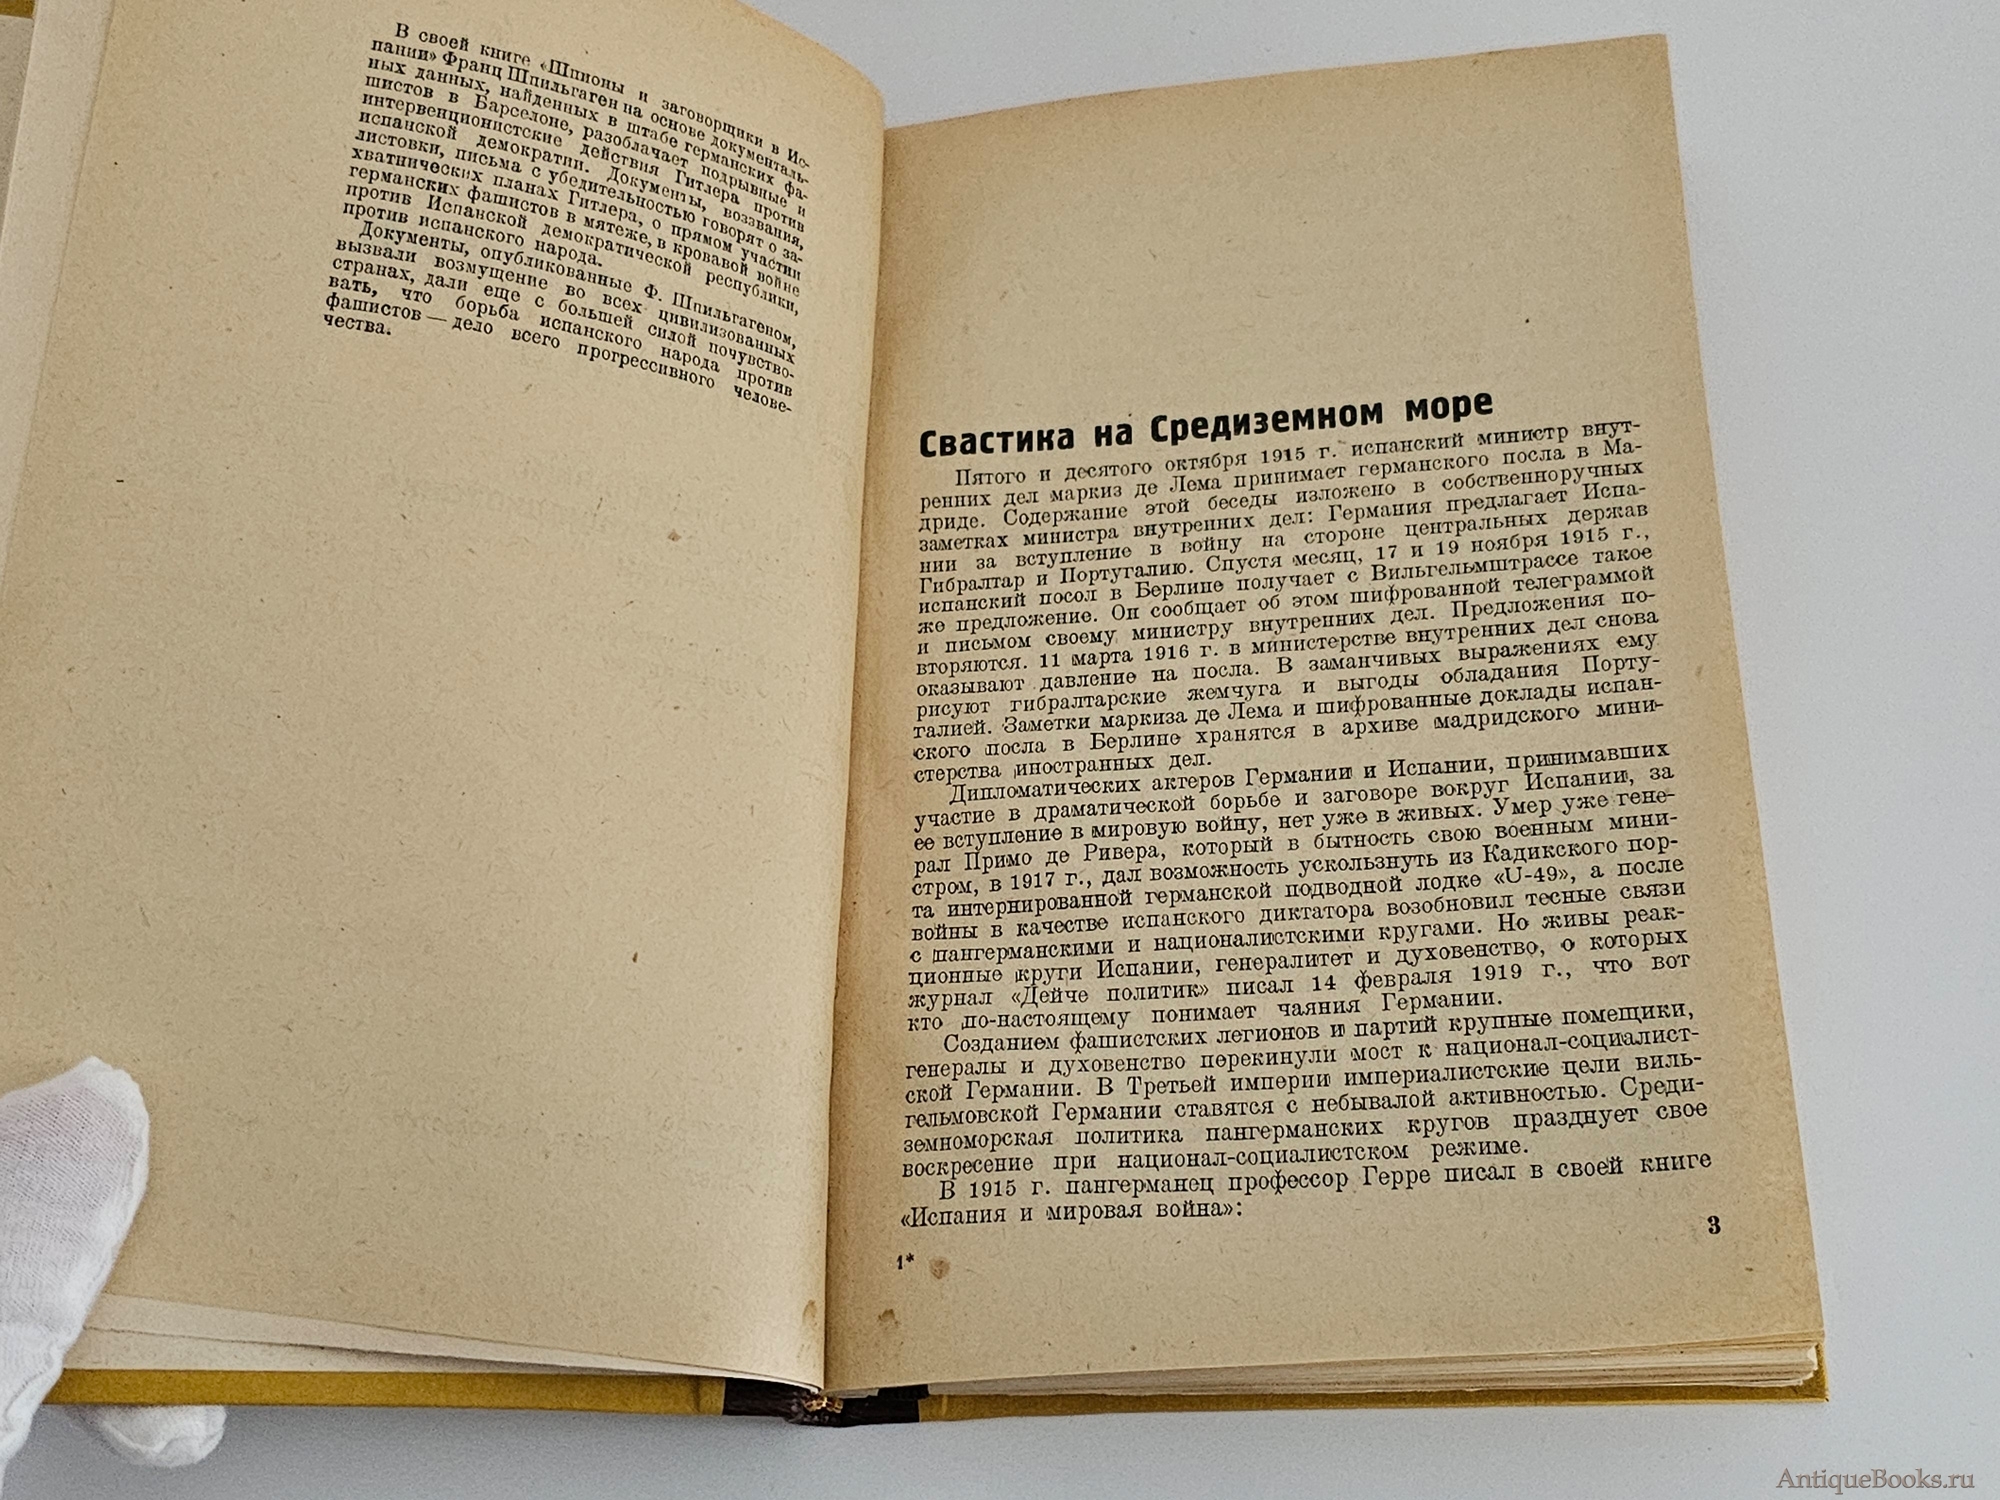 В своей книге «Шпионы и заговорщики в Ис-
пании» Франц Шпильгаген на основе документаль-
ных данных, найденных в штабе германских фа-
шистов в Барселоне, разоблачает подрывные и
интервенционистские действия Гитлера против
испанской демократии. Документы, воззвания,
листовки, письма с убедительностью говорят о за-
хватнических планах Гитлера, о прямом участии
германских фашистов в мятеже, в кровавой войне
против Испанской демократической республики,
против испанского народа.
Документы, опубликованные Ф. Шпильгагеном,
вызвали возмущение во всех цивилизованных
странах, дали еще с большей силой почувство-
вать, что борьба испанского народа против
фашистов — дело всего прогрессивного челове-
чества.
Свастика на Средиземном море
Пятого и десятого октября 1915 г. испанский министр внут-
ренних дел маркиз де Лема принимает германского посла в Ма-
дриде. Содержание этой беседы изложено в собственноручных
заметках министра внутренних дел: Германия предлагает Испа-
нии за вступление в войну на стороне центральных держав
Гибралтар и Португалию. Спустя месяц, 17 и 19 ноября 1915 г.,
испанский посол в Берлине получает с Вильгельмштрассе такое
же предложение. Он сообщает об этом шифрованной телеграммой
и письмом своему министру внутренних дел. Предложения по-
вторяются. 11 марта 1916 г. в министерстве внутренних дел снова
оказывают давление на посла. В заманчивых выражениях ему
рисуют гибралтарские жемчуга и выгоды обладания Порту-
галией. Заметки маркиза де Лема и шифрованные доклады испан-
ского посла в Берлине хранятся в архиве мадридского мини-
стерства иностранных дел.
Дипломатических актеров Германии и Испании, принимавших
участие в драматической борьбе и заговоре вокруг Испании, за
ее вступление в мировую войну, нет уже в живых. Умер уже гене-
рал Примо де Ривера, который в бытность свою военным мини-
стром, в 1917 г., дал возможность ускользнуть из Кадикского пор-
та интернированной германской подводной лодке «U-49», а после
войны в качестве испанского диктатора возобновил тесные связи
с пангерманскими и националистскими кругами. Но живы реак-
ционные круги Испании, генералитет и духовенство, о которых
журнал «Дейче политик» писал 14 февраля 1919 г., что вот
кто по-настоящему понимает чаяния Германии.
Созданием фашистских легионов и партий крупные помещики,
генералы и духовенство перекинули мост к национал-социалист-
ской Германии. В Третьей империи империалистские цели виль-
гельмовской Германии ставятся с небывалой активностью. Среди-
земноморская политика пангерманских кругов празднует свое
воскресение при национал-социалистском режиме.
В 1915 г. пангерманец профессор Герре писал в своей книге
«Испания и мировая война»:
1*
3
AntiqueBooks.ru